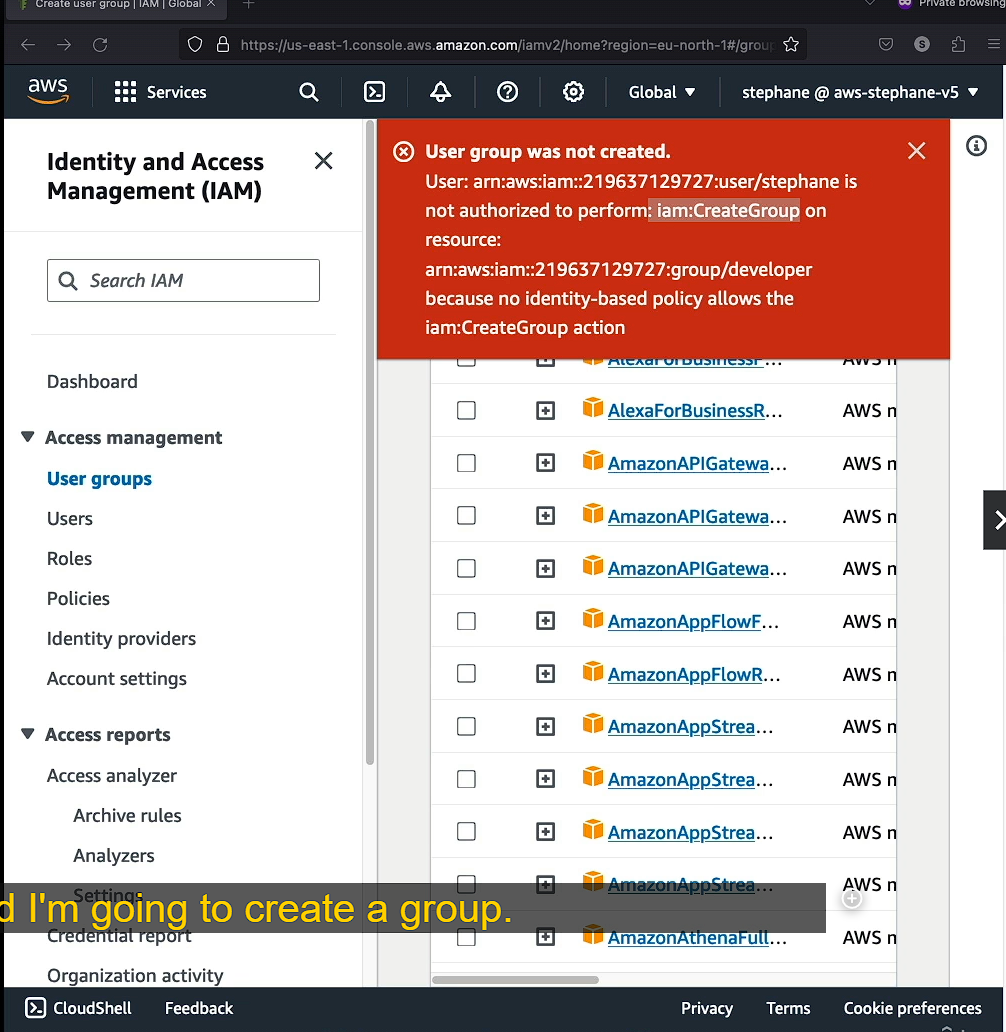 Create user group | IAM | Global
Private browsing
https://us-east-1.console.aws.amazon.com/iamv2/home?region=eu-north-1#/group
S
aws
Services
Global
stephane @ aws-stephane-v5
Identity and Access
Management (IAM)
Search IAM
Dashboard
Access management
User groups
Users
Roles
Policies
Identity providers
Account settings
Access reports
Access analyzer
Archive rules
Analyzers
Settings
Credential report
Organization activity
User group was not created.
User: arn:aws:iam::219637129727:user/stephane is
not authorized to perform: iam:CreateGroup on
resource:
arn:aws:iam::219637129727:group/developer
because no identity-based policy allows the
iam:CreateGroup action
AlexaForBusinessP... AWS m
AlexaForBusinessR... AWS m
AmazonAPIGatewa... AWS m
AmazonAPIGatewa... AWS m
AmazonAPIGatewa... AWS m
AmazonAppFlowF... AWS m
AmazonAppFlowR... AWS m
AmazonAppStrea... AWS m
AmazonAppStrea... AWS m
AmazonAppStrea... AWS m
AmazonAppStrea... AWS m
AmazonAthenaFull... AWS m
d I'm going to create a group.
CloudShell
Feedback
Privacy
Terms
Cookie preferences